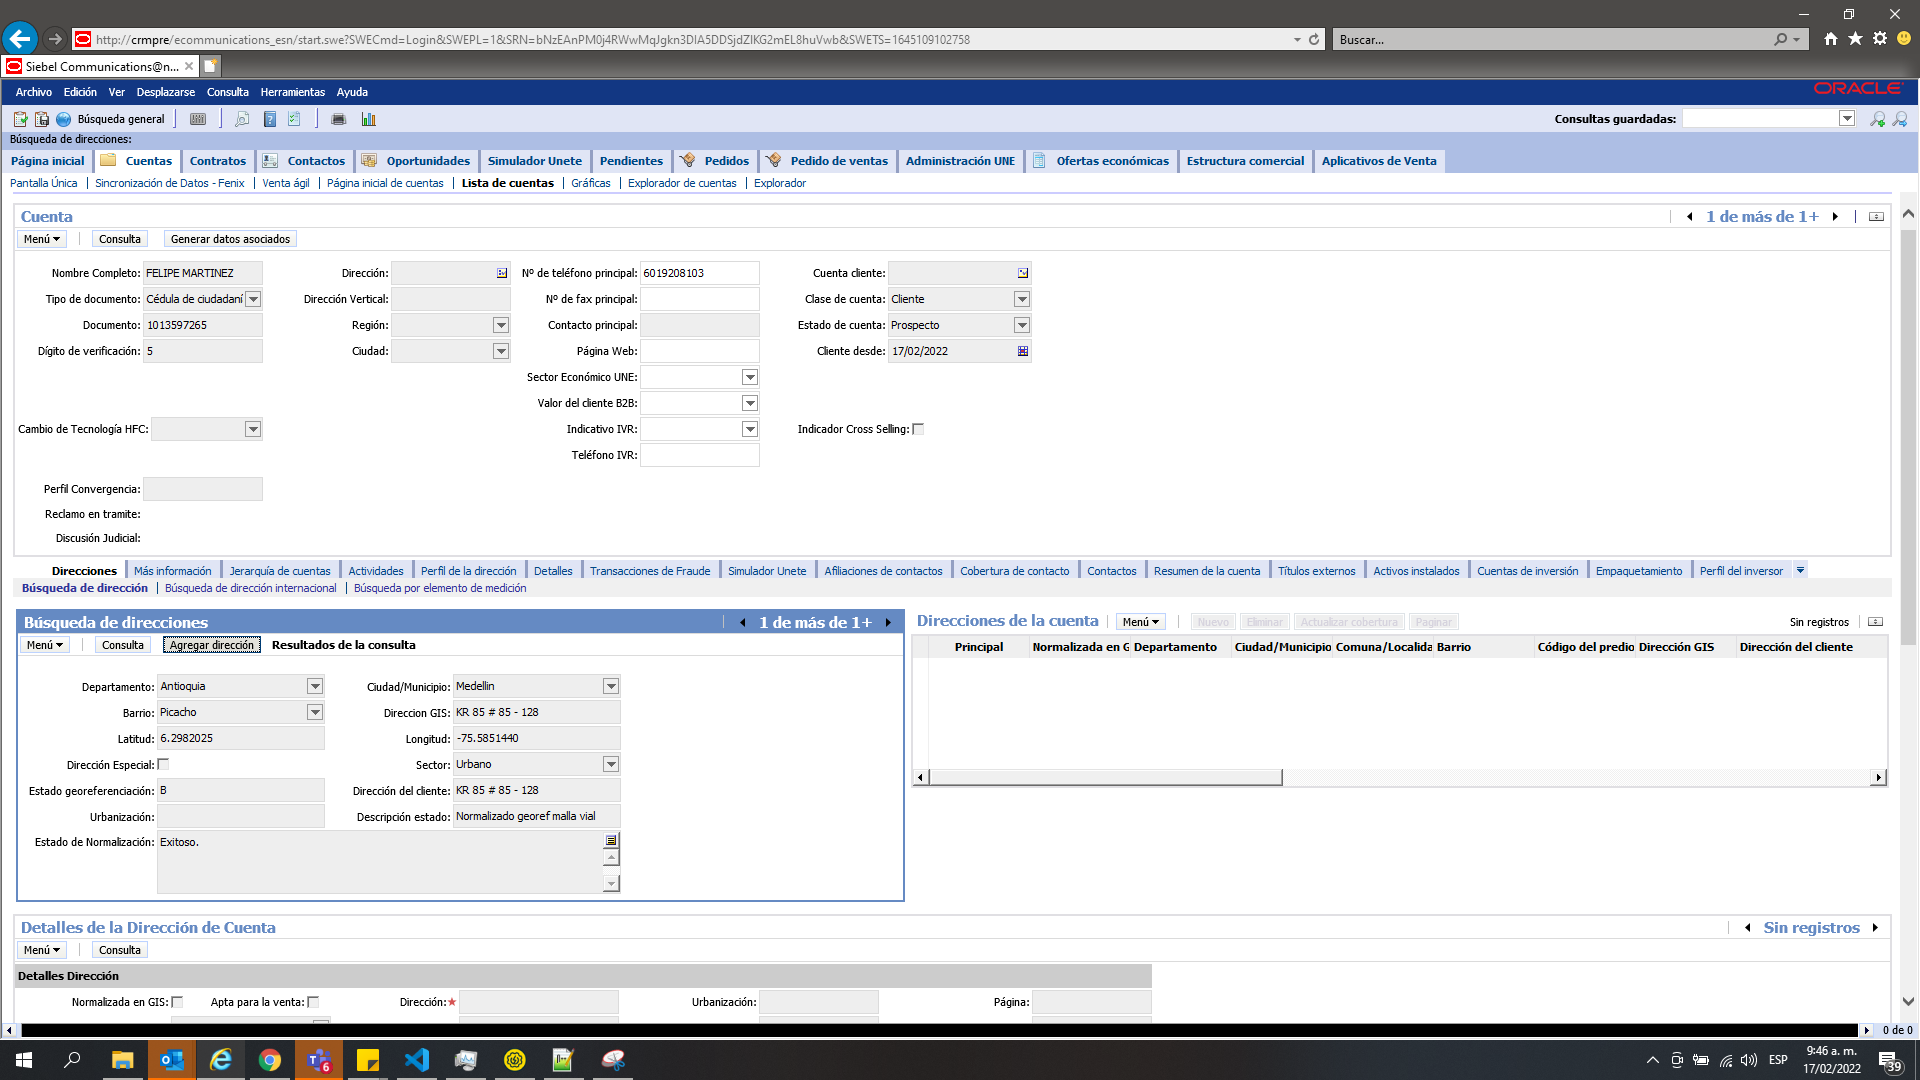 http://crmpre/ecommunications_esn/start.swe?SWECmd=Login&SWEPL=1&SRN=bNzEAnPM0j4RWwMqJgkn3DIA5DDSjdZIKG2mEL8huVwb&SWETS=1645109102758
Buscar...
Siebel Communications@n...
Archivo Edición Ver Desplazarse Consulta Herramientas Ayuda
ORACLE
Búsqueda general
Consultas guardadas:
Búsqueda de direcciones:
Página inicial Cuentas Contratos Contactos Oportunidades Simulador Unete Pendientes Pedidos Pedido de ventas Administración UNE Ofertas económicas Estructura comercial Aplicativos de Venta
Pantalla Única Sincronización de Datos - Fenix Venta ágil Página inicial de cuentas Lista de cuentas Gráficas Explorador de cuentas Explorador
Cuenta
1 de más de 1+
Menú Consulta Generar datos asociados
Nombre Completo: FELIPE MARTINEZ Dirección: Nº de teléfono principal: 6019208103 Cuenta cliente:
Tipo de documento: Cédula de ciudadaní Dirección Vertical: Nº de fax principal: Clase de cuenta: Cliente
Documento: 1013597265 Región: Contacto principal: Estado de cuenta: Prospecto
Dígito de verificación: 5 Ciudad: Página Web: Cliente desde: 17/02/2022
Sector Económico UNE:
Valor del cliente B2B:
Cambio de Tecnología HFC: Indicativo IVR: Indicador Cross Selling:
Teléfono IVR:
Perfil Convergencia:
Reclamo en tramite:
Discusión Judicial:
Direcciones Más información Jerarquía de cuentas Actividades Perfil de la dirección Detalles Transacciones de Fraude Simulador Unete Afiliaciones de contactos Cobertura de contacto Contactos Resumen de la cuenta Títulos externos Activos instalados Cuentas de inversión Empaquetamiento Perfil del inversor
Búsqueda de dirección Búsqueda de dirección internacional Búsqueda por elemento de medición
Búsqueda de direcciones
1 de más de 1+
Menú Consulta Agregar dirección Resultados de la consulta
Departamento: Antioquia Ciudad/Municipio: Medellin
Barrio: Picacho Direccion GIS: KR 85 # 85 - 128
Latitud: 6.2982025 Longitud: -75.5851440
Dirección Especial: Sector: Urbano
Estado georeferenciación: B Dirección del cliente: KR 85 # 85 - 128
Urbanización: Descripción estado: Normalizado georef malla vial
Estado de Normalización: Exitoso.
Direcciones de la cuenta Menú Nuevo Eliminar Actualizar cobertura Paginar Sin registros
Principal Normalizada en G Departamento Ciudad/Municipio Comuna/Localida Barrio Código del predio Dirección GIS Dirección del cliente
Detalles de la Dirección de Cuenta
Sin registros
Menú Consulta
Detalles Dirección
Normalizada en GIS: Apta para la venta: Dirección:★ Urbanización: Página:
0 de 0
6
ESP
9:46 a. m.
17/02/2022
39